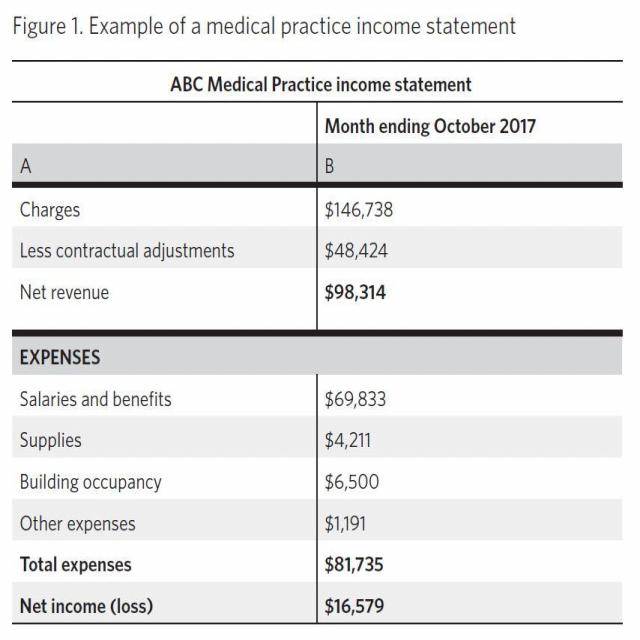 Figure 1. Example of a medical practice income statement
ABC Medical Practice income statement
Month ending October 2017
A B
Charges $146,738
Less contractual adjustments $48,424
Net revenue $98,314
EXPENSES
Salaries and benefits $69,833
Supplies $4,211
Building occupancy $6,500
Other expenses $1,191
Total expenses $81,735
Net income (loss) $16,579